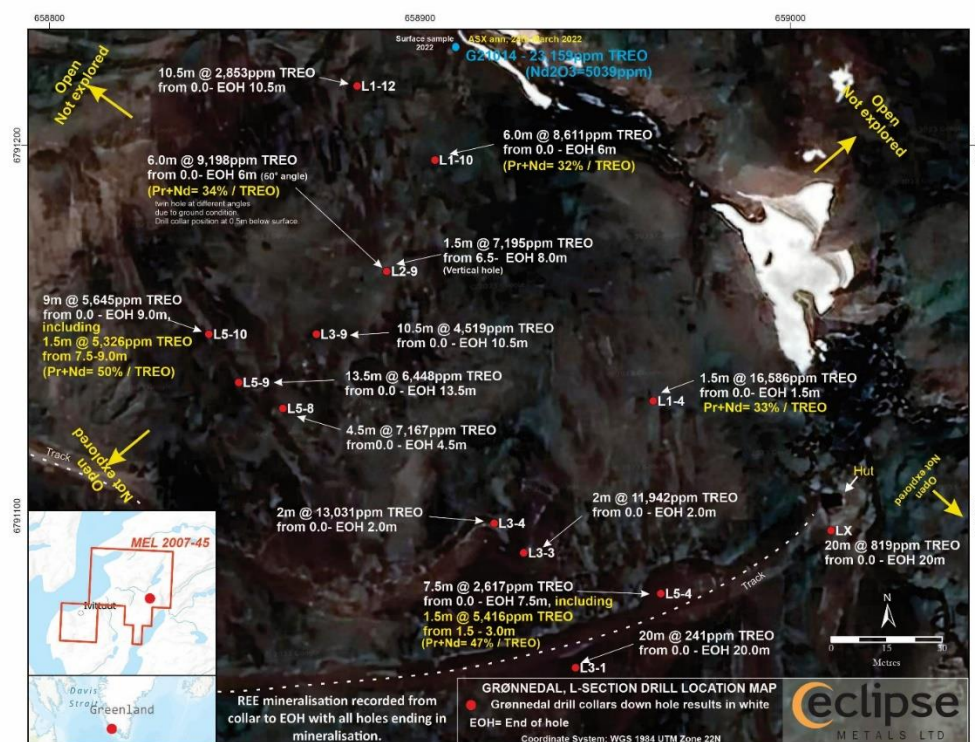 658800
658900
659000
6791200
6791100
Open
Not explored
Surface sample
2022
G21014 - 23,159ppm TREO
(Nd2O3=5039ppm)
10.5m @ 2,853ppm TREO
from 0.0- EOH 10.5m
L1-12
Open
Not explored
6.0m @ 8,611ppm TREO
from 0.0 - EOH 6m
(Pr+Nd= 32% / TREO)
L1-10
6.0m @ 9,198ppm TREO
from 0.0- EOH 6m (60° angle)
(Pr+Nd= 34% / TREO)
twin hole at different angles
due to ground condition.
Drill collar position at 0.5m below surface
1.5m @ 7,195ppm TREO
from 6.5- EOH 8.0m
(Vertical hole)
L2-9
9m @ 5,645ppm TREO
from 0.0 - EOH 9.0m,
including
1.5m @ 5,326ppm TREO
from 7.5-9.0m
(Pr+Nd= 50% / TREO)
L5-10
L3-9
10.5m @ 4,519ppm TREO
from 0.0 - EOH 10.5m
L5-9
13.5m @ 6,448ppm TREO
from 0.0 - EOH 13.5m
L5-8
4.5m @ 7,167ppm TREO
from0.0 - EOH 4.5m
1.5m @ 16,586ppm TREO
from 0.0- EOH 1.5m
Pr+Nd= 33% / TREO)
L1-4
Track
Not explored
Open
Hut
Not explored
Open
2m @ 13,031ppm TREO
from 0.0- EOH 2.0m
L3-4
2m @ 11,942ppm TREO
from 0.0 - EOH 2.0m
L3-3
LX
20m @ 819ppm TREO
from 0.0 - EOH 20m
7.5m @ 2,617ppm TREO
from 0.0 - EOH 7.5m, including
1.5m @ 5,416ppm TREO
from 1.5 - 3.0m
(Pr+Nd= 47% / TREO)
L5-4
Track
20m @ 241ppm TREO
from 0.0 - EOH 20.0m
L3-1
N
0 15 30
Metres
MEL 2007-45
Ivittuut
Davis
Strait
Greenland
REE mineralisation recorded from
collar to EOH with all holes ending in
mineralisation.
GRØNNEDAL, L-SECTION DRILL LOCATION MAP
Grønnedal drill collars down hole results in white
EOH= End of hole
Coordinate System: WGS 1984 UTM Zone 22N
eclipse
METALS LTD